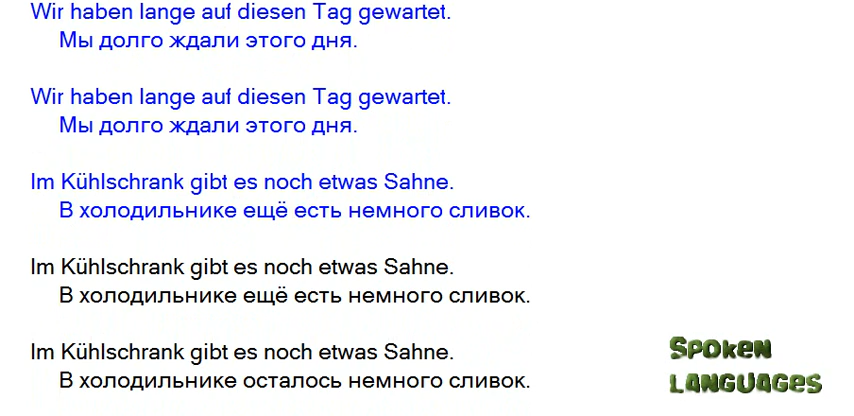 Wir haben lange auf diesen Tag gewartet.
Мы долго ждали этого дня.
Wir haben lange auf diesen Tag gewartet.
Мы долго ждали этого дня.
Im Kühlschrank gibt es noch etwas Sahne.
В холодильнике ещё есть немного сливок.
Im Kühlschrank gibt es noch etwas Sahne.
В холодильнике ещё есть немного сливок.
Im Kühlschrank gibt es noch etwas Sahne.
В холодильнике осталось немного сливок.
Spoken
Languages